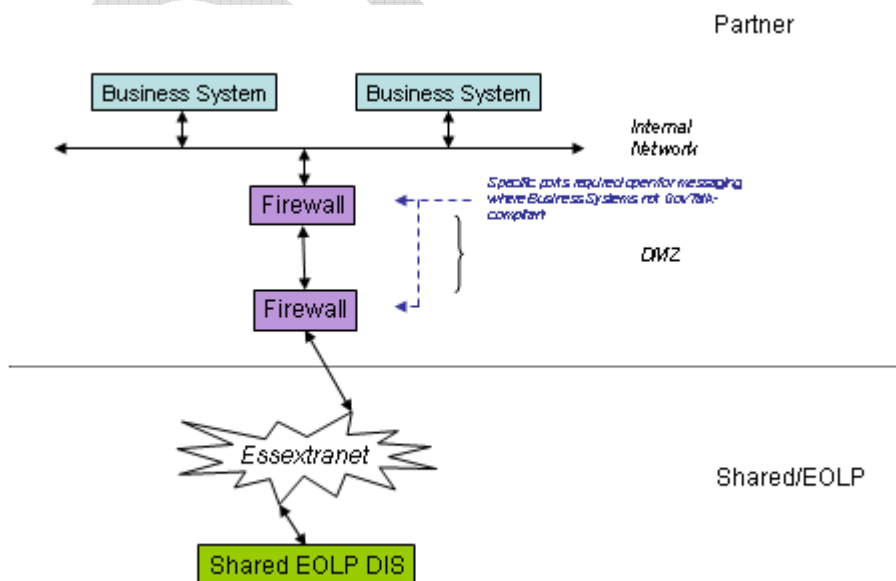 Partner
Business System
Business System
Internal
Network
Specific ports required open for messaging
where Business Systems not GovTalk-
compliant
Firewall
DMZ
Firewall
Essextranet
Shared/EOLP
Shared EOLP DIS